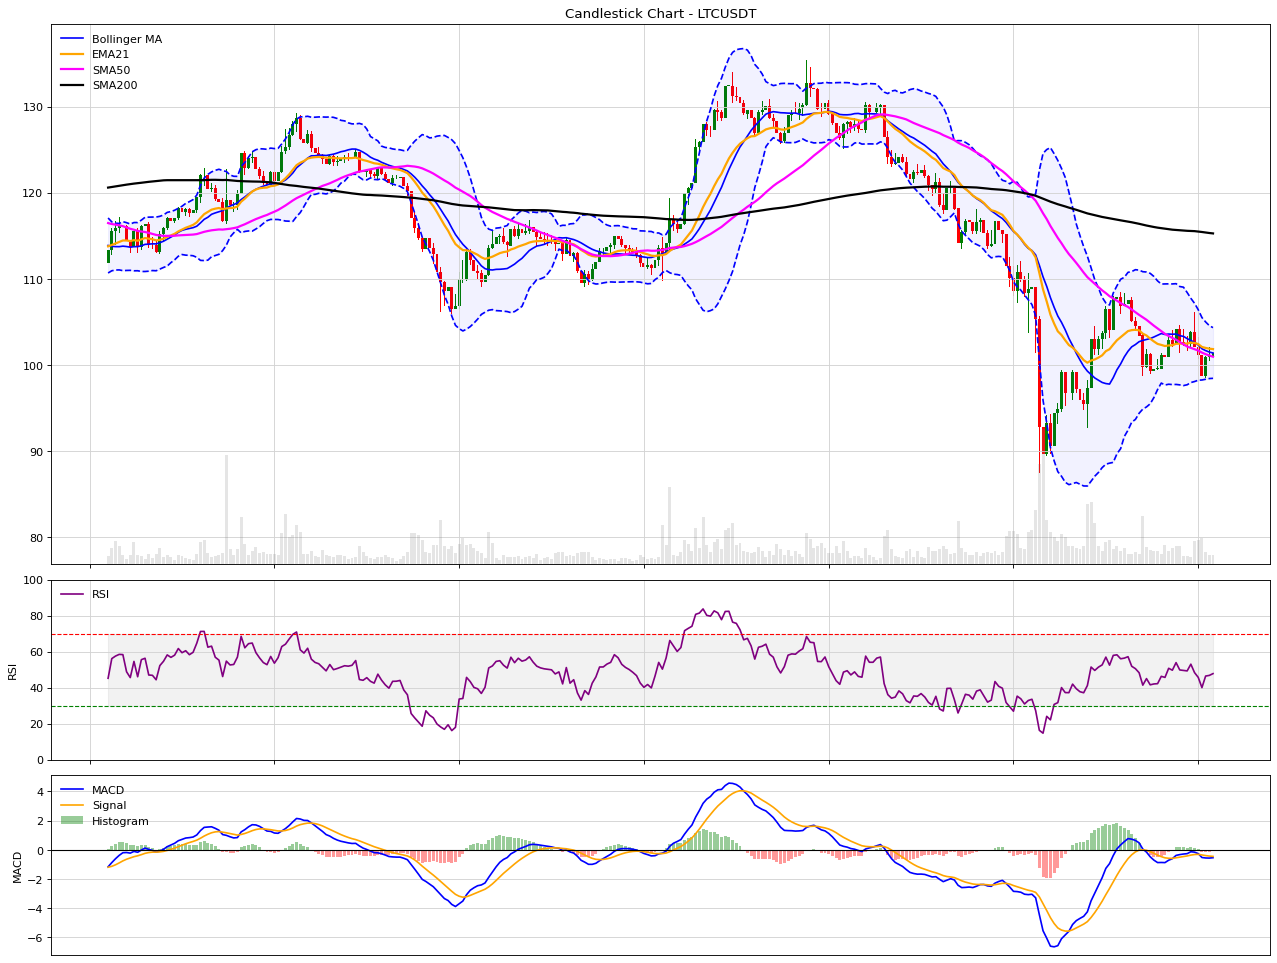 Candlestick Chart - LTCUSDT
Bollinger MA
EMA21
SMA50
SMA200
130
120
110
100
90
80
100
RSI
80
60
40
20
0
RSI
MACD
Signal
Histogram
4
2
0
−2
−4
−6
MACD